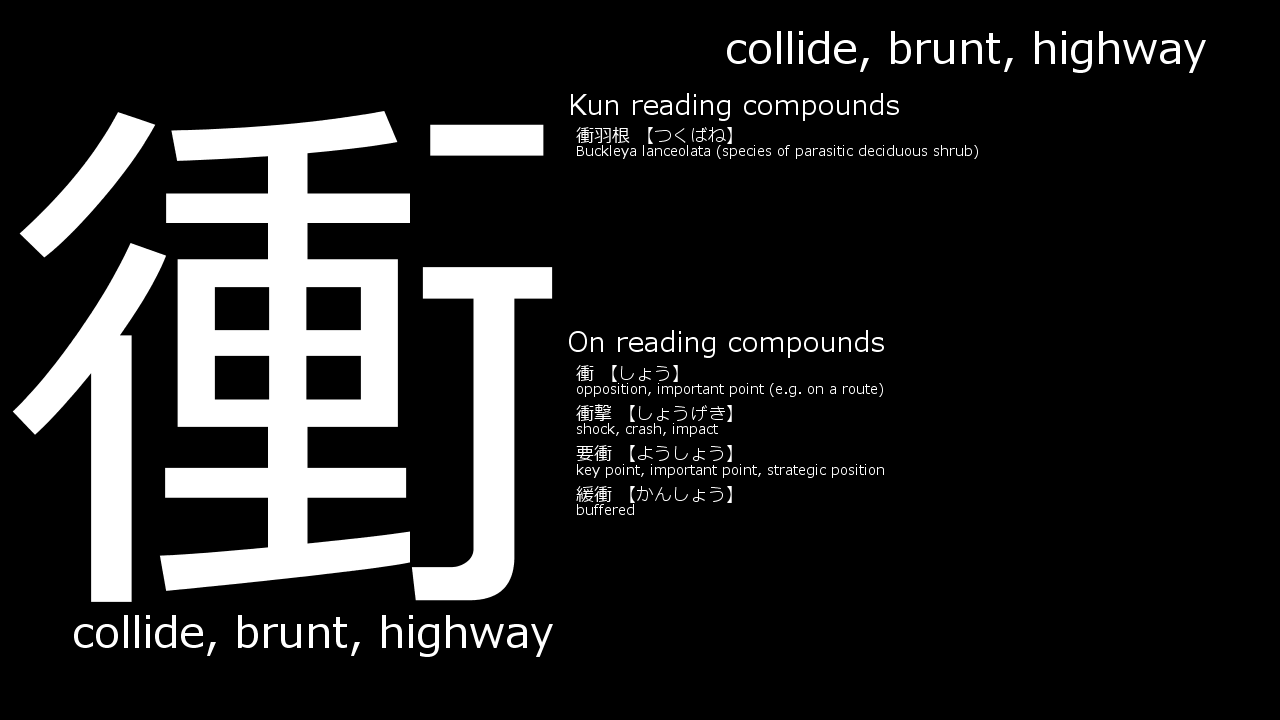 collide, brunt, highway
衝
collide, brunt, highway
Kun reading compounds
衝羽根 【つくばね】
Buckleya lanceolata (species of parasitic deciduous shrub)
On reading compounds
衝 【しょう】
opposition, important point (e.g. on a route)
衝撃 【しょうげき】
shock, crash, impact
要衝 【ようしょう】
key point, important point, strategic position
緩衝 【かんしょう】
buffered